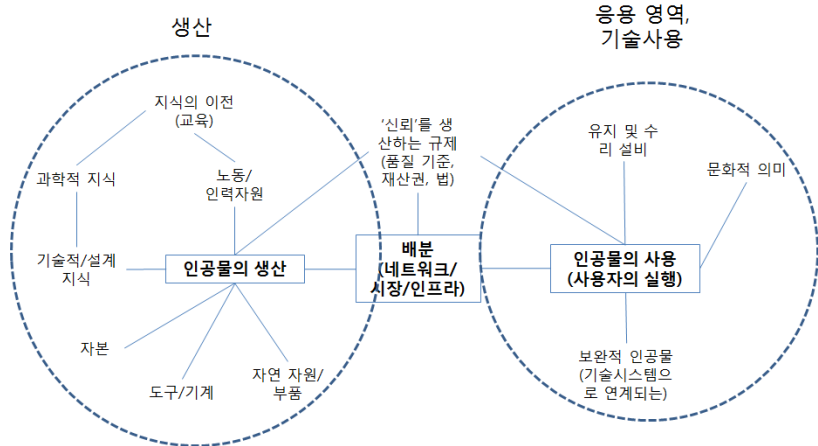 생산
응용 영역,
기술사용
지식의 이전
(교육)
'신뢰'를 생
산하는 규제
(품질 기준,
재산권, 법)
유지 및 수
리 설비
문화적 의미
과학적 지식
노동/
인력자원
기술적/설계
지식
인공물의 생산
배분
(네트워크/
시장/인프라)
인공물의 사용
(사용자의 실행)
자본
도구/기계
자연 자원/
부품
보완적 인공물
(기술시스템으
로 연계되는)